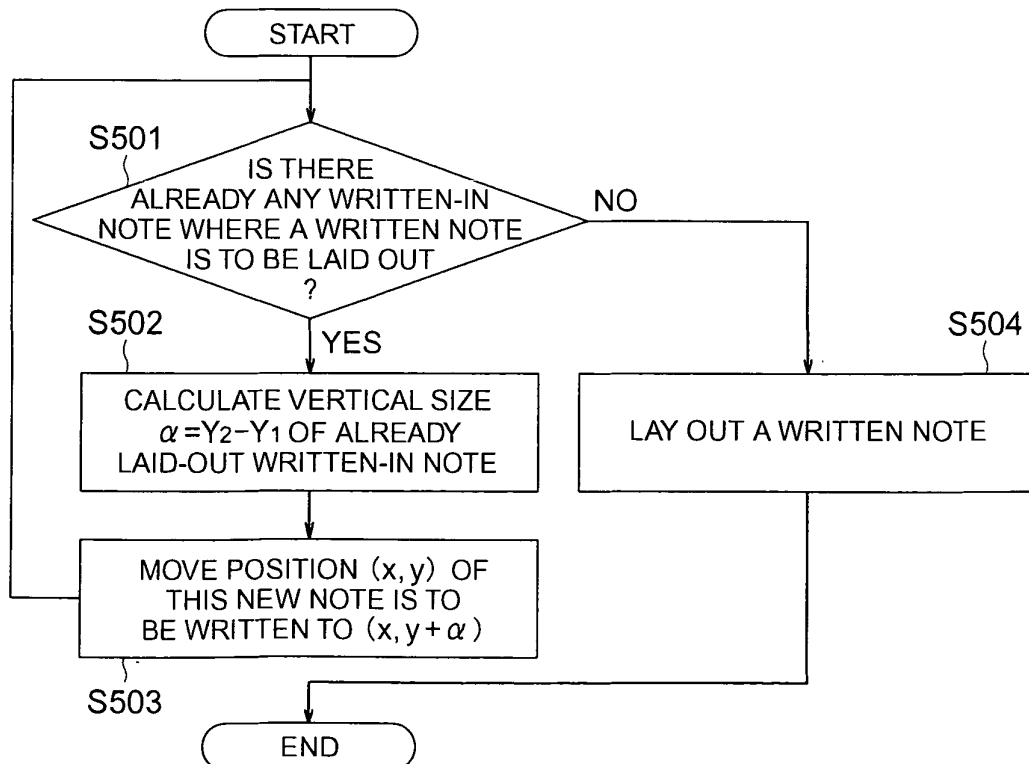 START
S501
IS THERE
ALREADY ANY WRITTEN-IN
NOTE WHERE A WRITTEN NOTE
IS TO BE LAID OUT
?
NO
YES
S502
CALCULATE VERTICAL SIZE
α=Y2-Y1 OF ALREADY
LAID-OUT WRITTEN-IN NOTE
S504
LAY OUT A WRITTEN NOTE
MOVE POSITION (x,y) OF
THIS NEW NOTE IS TO
BE WRITTEN TO (x,y+α)
S503
END